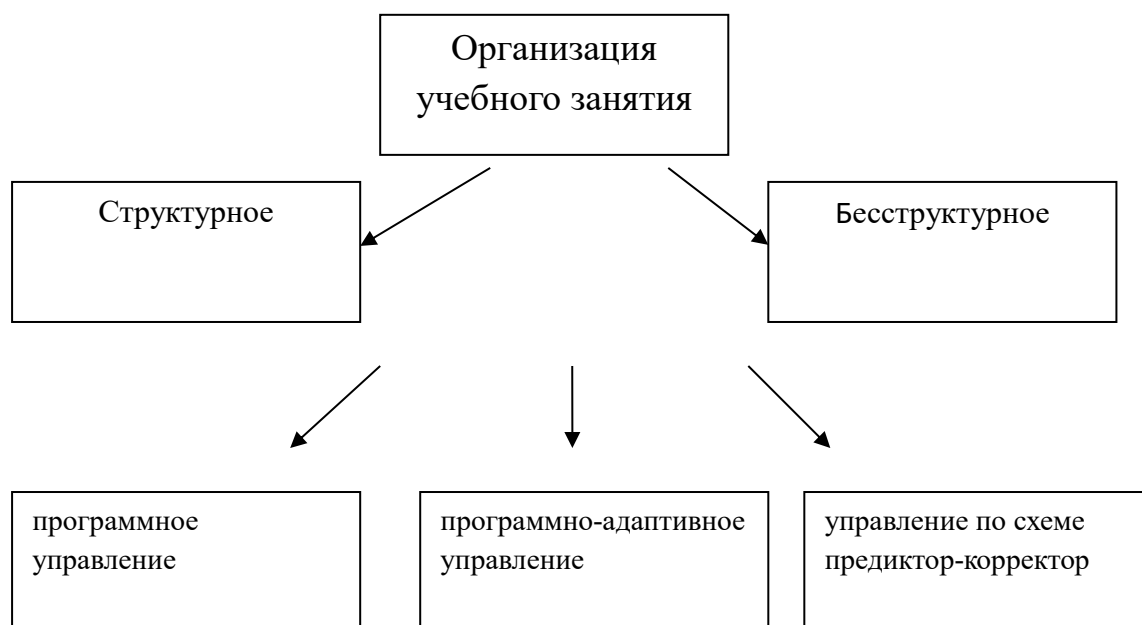 Организация
учебного занятия
Структурное
Бесструктурное
программное
управление
программно-адаптивное
управление
управление по схеме
предиктор-корректор